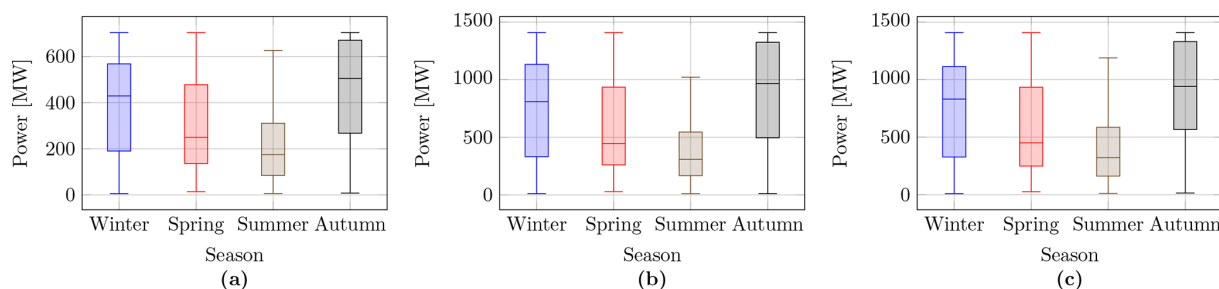 Power [MW]
600
400
200
0
Winter Spring Summer Autumn
Season
(a)
Power [MW]
1500
1000
500
0
Winter Spring Summer Autumn
Season
(b)
Power [MW]
1500
1000
500
0
Winter Spring Summer Autumn
Season
(c)